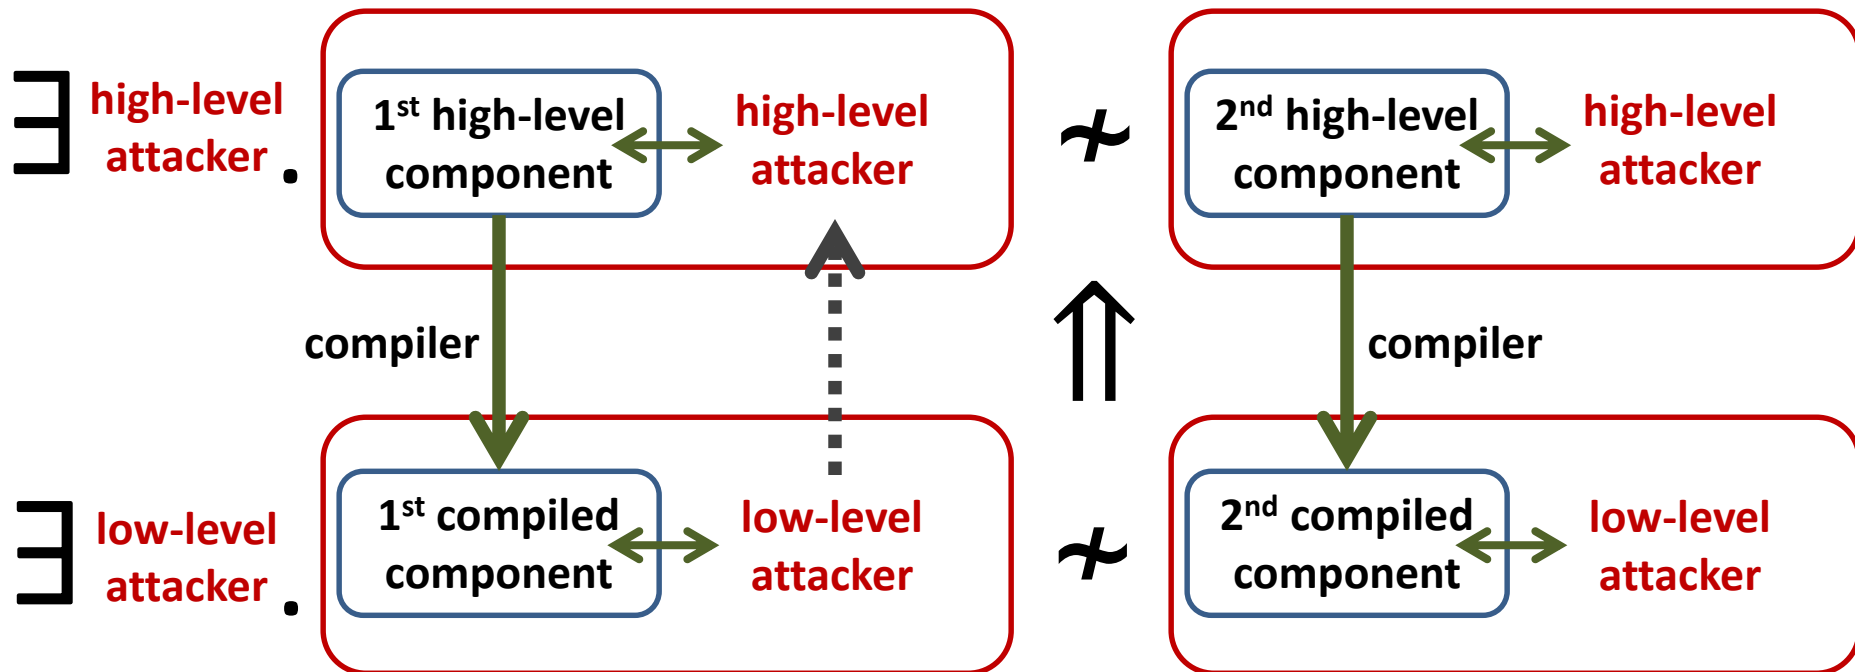 ∃ high-level attacker .
1st high-level component
high-level attacker
≁
2nd high-level component
high-level attacker
compiler
⇑
compiler
∃ low-level attacker .
1st compiled component
low-level attacker
≁
2nd compiled component
low-level attacker